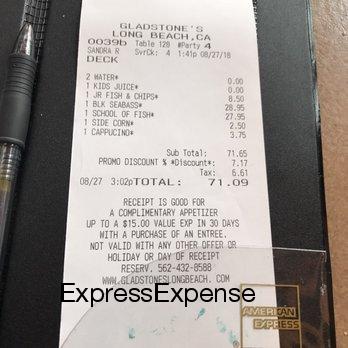 GLADSTONE'S
LONG BEACH,CA
0039b Table 128 #Party 4
SANDRA R SvrCk: 4 1:41p 08/27/18
DECK
2 WATER* 0.00
1 KIDS JUICE* 0.00
1 JR FISH & CHIPS* 8.50
1 BLK SEABASS* 28.95
1 SCHOOL OF FISH* 27.95
1 SIDE CORN* 2.50
1 CAPPUCINO* 3.75
Sub Total: 71.65
PROMO DISCOUNT % *Discount*: 7.17
Tax: 6.61
08/27 3:02p TOTAL: 71.09
RECEIPT IS GOOD FOR
A COMPLIMENTARY APPETIZER
UP TO A $15.00 VALUE EXP IN 30 DAYS
WITH A PURCHASE OF AN ENTREE.
NOT VALID WITH ANY OTHER OFFER OR
HOLIDAY OR DAY OF RECEIPT
RESERV. 562-432-8588
WWW.GLADSTONESLONGBEACH. COM
ExpressExpense
AMERICAN
EXPRESS